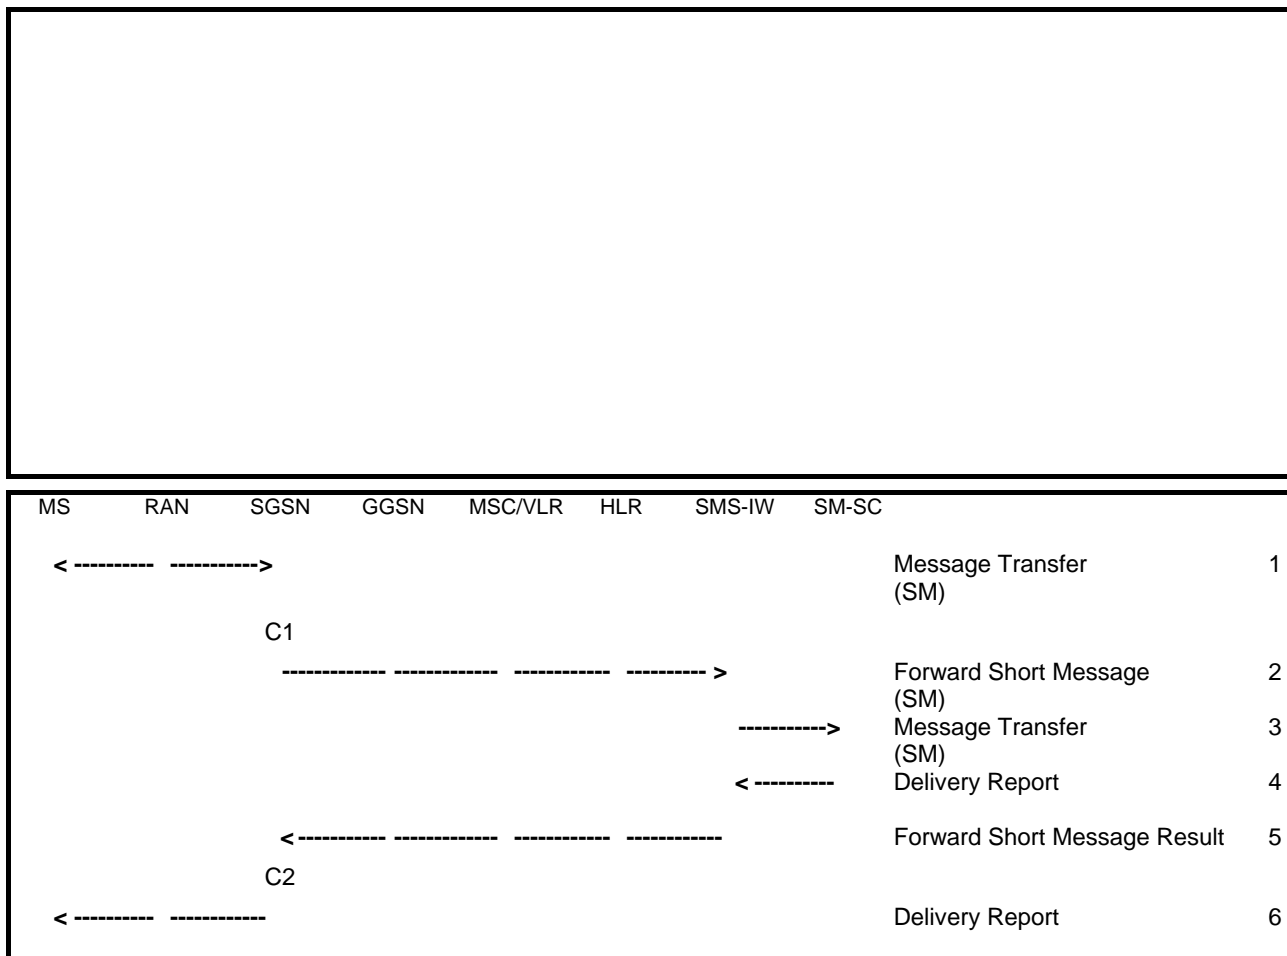 MS RAN SGSN GGSN MSC/VLR HLR SMS-IW SM-SC
< ---------- -----------> Message Transfer 1
(SM)
C1
------------- ------------- ------------ ---------- > Forward Short Message 2
(SM)
-----------> Message Transfer 3
(SM)
< ---------- Delivery Report 4
< ----------- ------------- ------------ ------------ Forward Short Message Result 5
C2
< ---------- ------------ Delivery Report 6